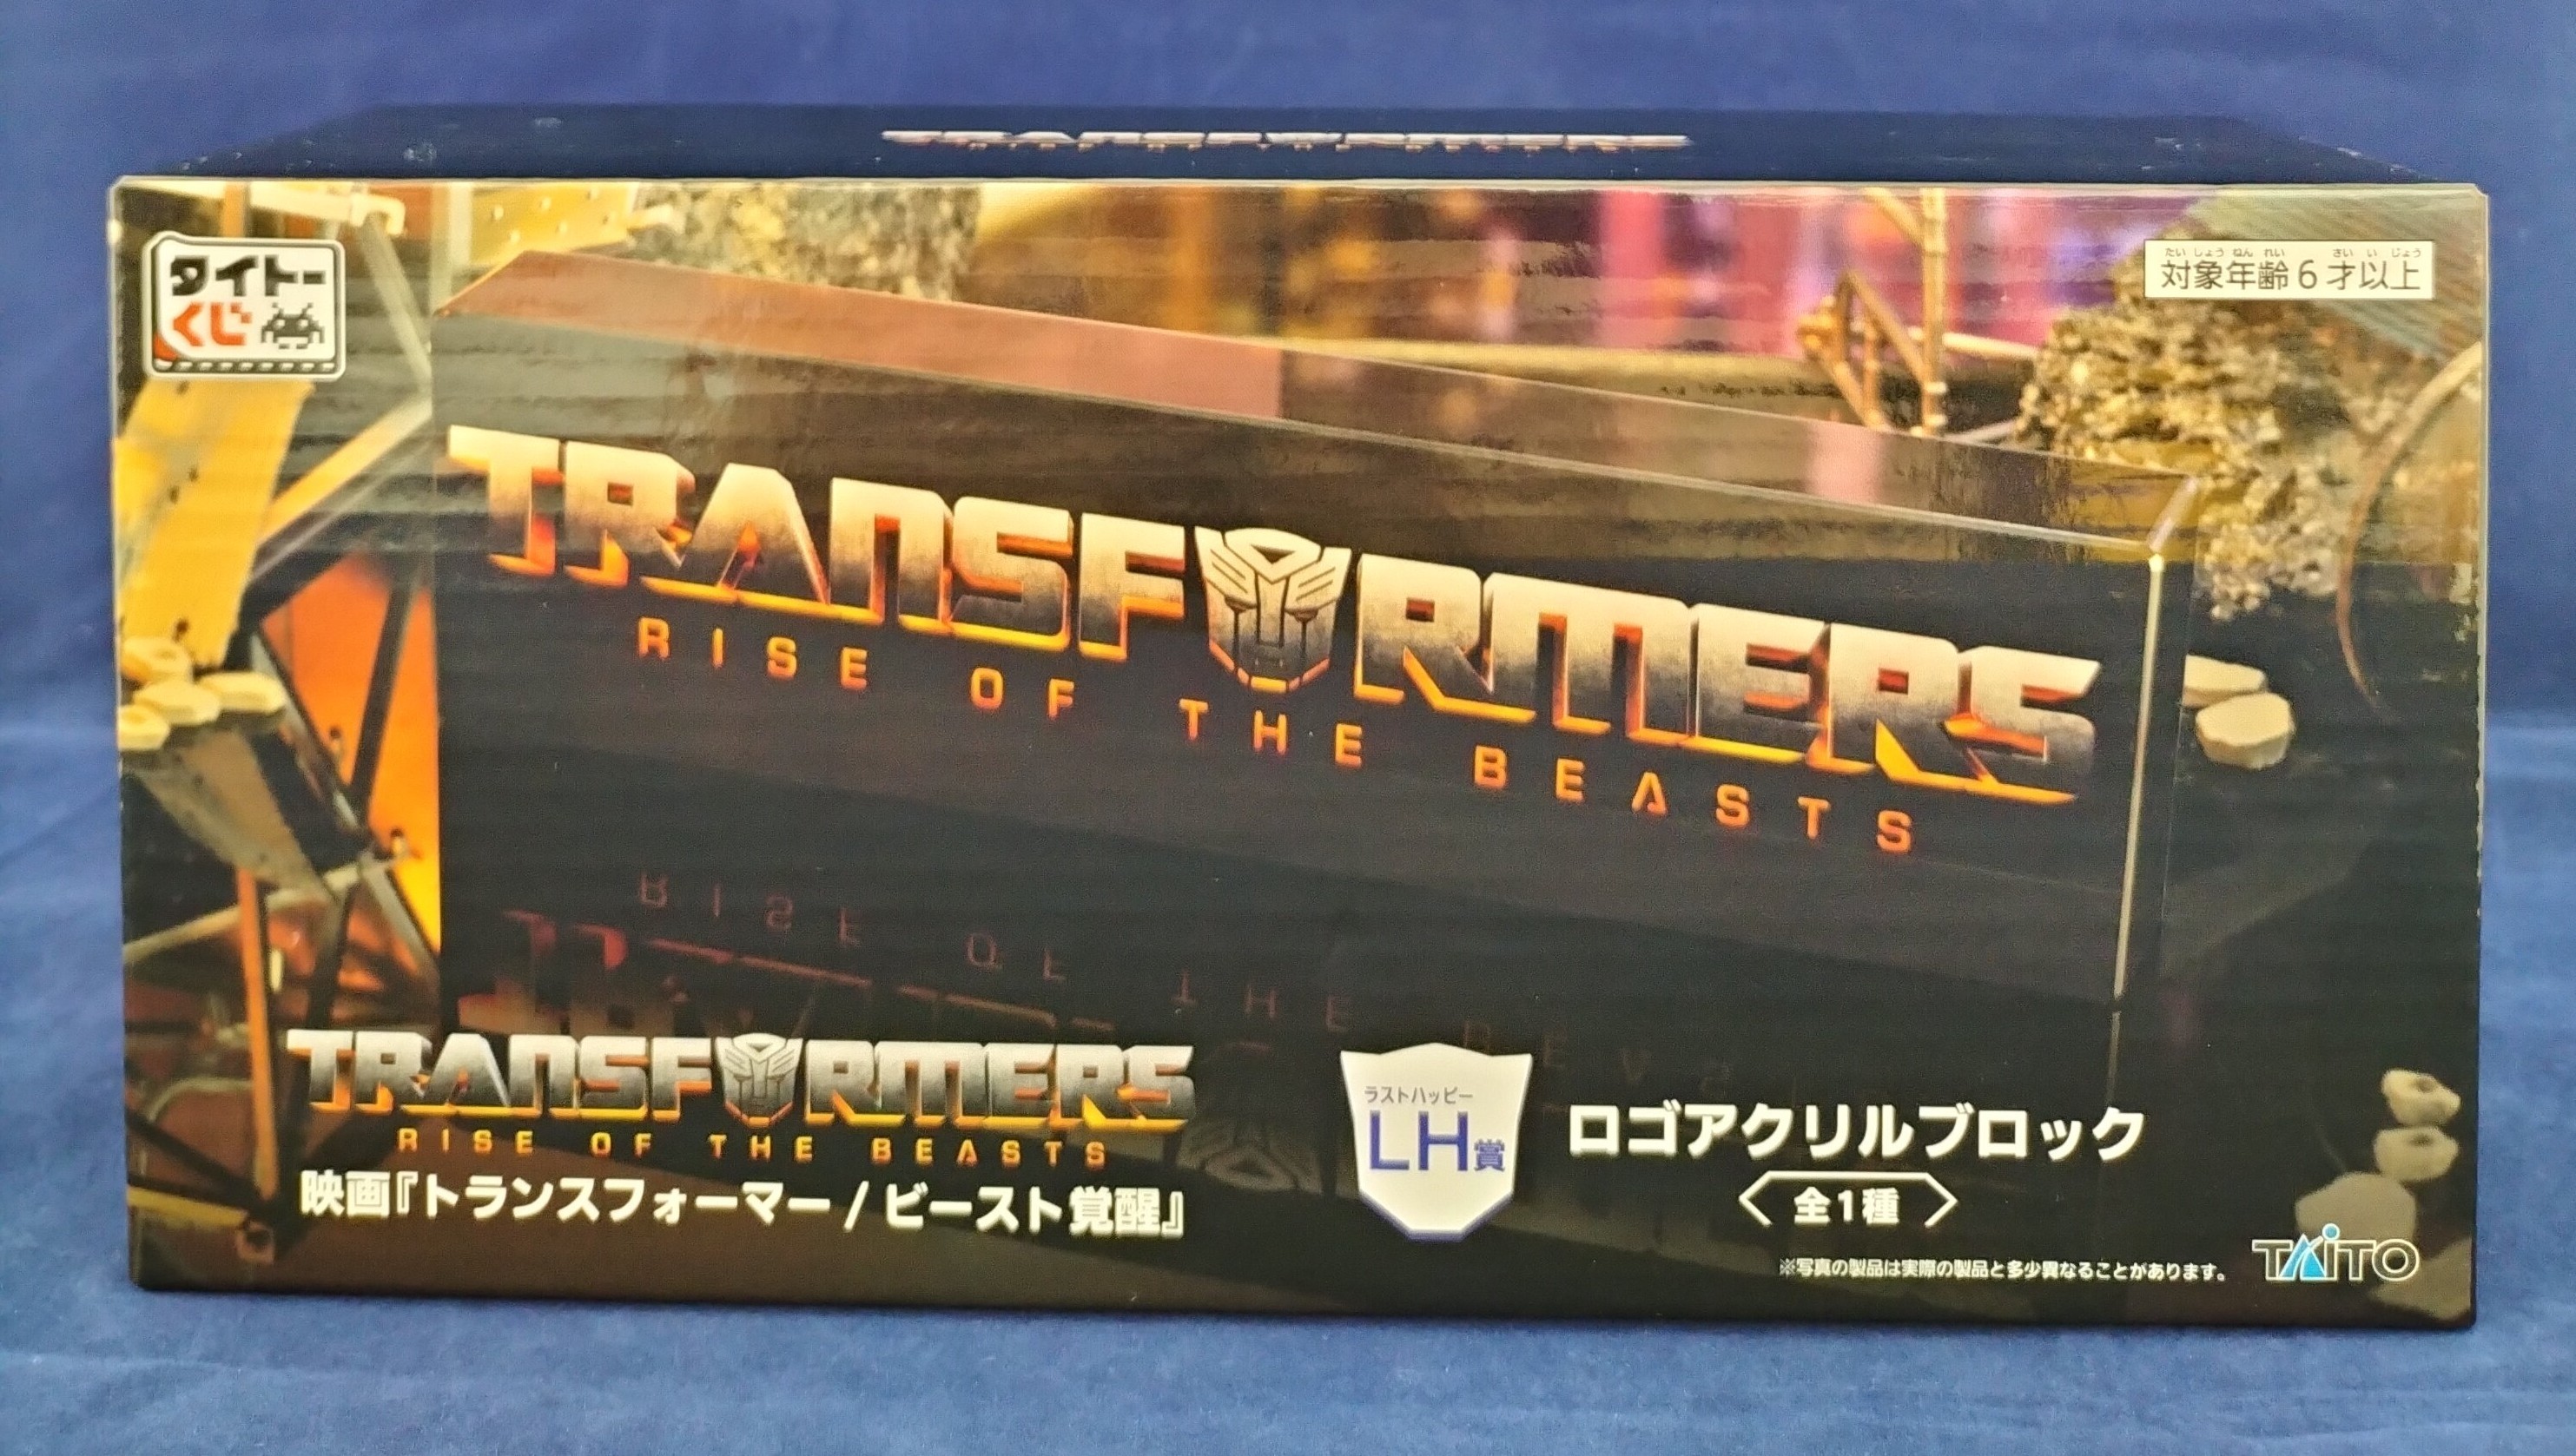 TRANSFORMERS
タイトー
くじ
たいしょうねんれい さいいじょう
対象年齢6才以上
TRANSFORMERS
RISE OF THE BEASTS
TRANSFORMERS
RISE OF THE BEASTS
映画『トランスフォーマー/ビースト覚醒』
ラストハッピー
LH賞
ロゴアクリルブロック
全1種
※写真の製品は実際の製品と多少異なることがあります。
TAITO